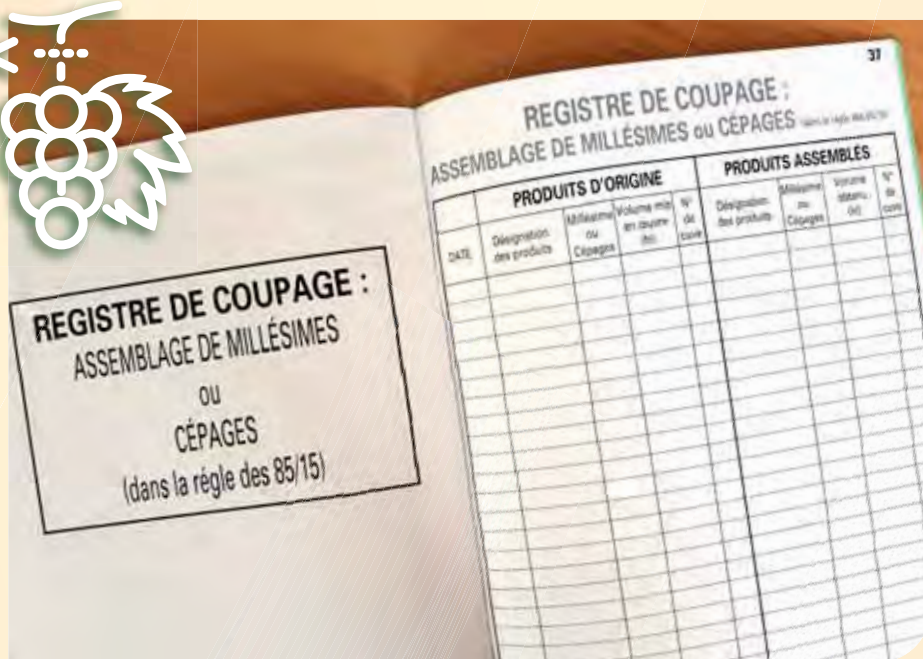 REGISTRE DE COUPAGE :
ASSEMBLAGE DE MILLÉSIMES
ou
CÉPAGES
(dans la régle des 85/15)
37
REGISTRE DE COUPAGE :
ASSEMBLAGE DE MILLÉSIMES ou CÉPAGES
PRODUITS D'ORIGINE
PRODUITS ASSEMBLÉS
DATE
Désignation
des produits
Millésime
ou
Cépages
Volume mis
en œuvre
(hl)
N°
de
cuve
Désignation
des produits
Millésime
ou
Cépages
Volume
obtenu
(hl)
N°
de
cuve